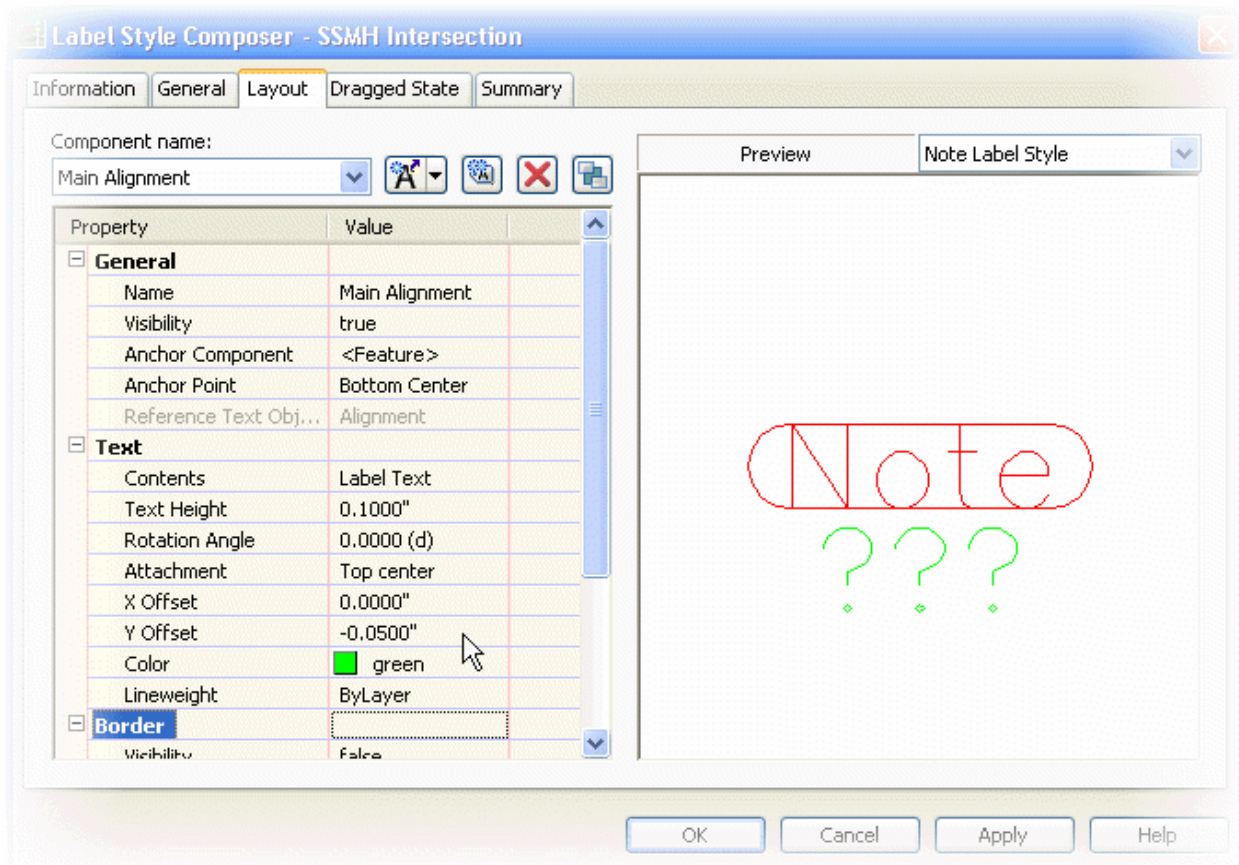 Label Style Composer - SSMH Intersection
Information General Layout Dragged State Summary
Component name:
Main Alignment
Preview Note Label Style
Property Value
General
Name Main Alignment
Visibility true
Anchor Component <Feature>
Anchor Point Bottom Center
Reference Text Obj... Alignment
Text
Contents Label Text
Text Height 0.1000"
Rotation Angle 0.0000 (d)
Attachment Top center
X Offset 0.0000"
Y Offset -0.0500"
Color green
Lineweight ByLayer
Border
Visibility false
Note
???
OK Cancel Apply Help